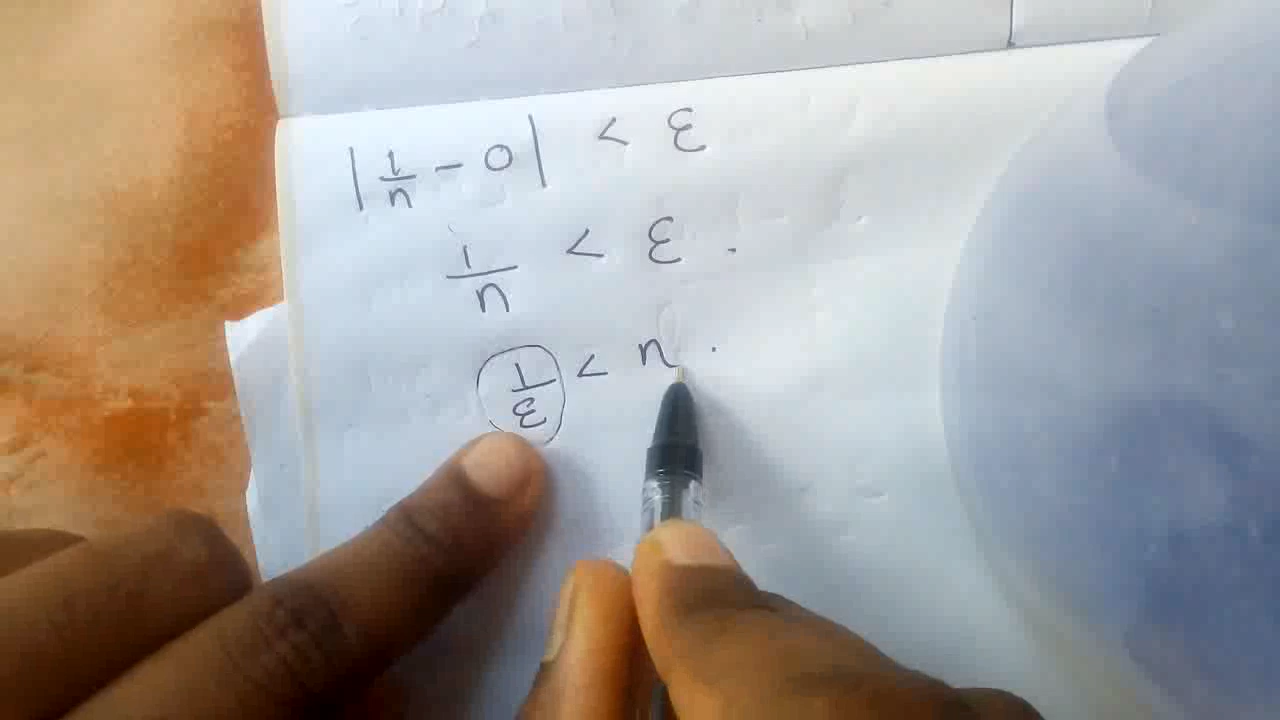 |1/n - 0| < ε
1/n < ε .
1/ε < n .